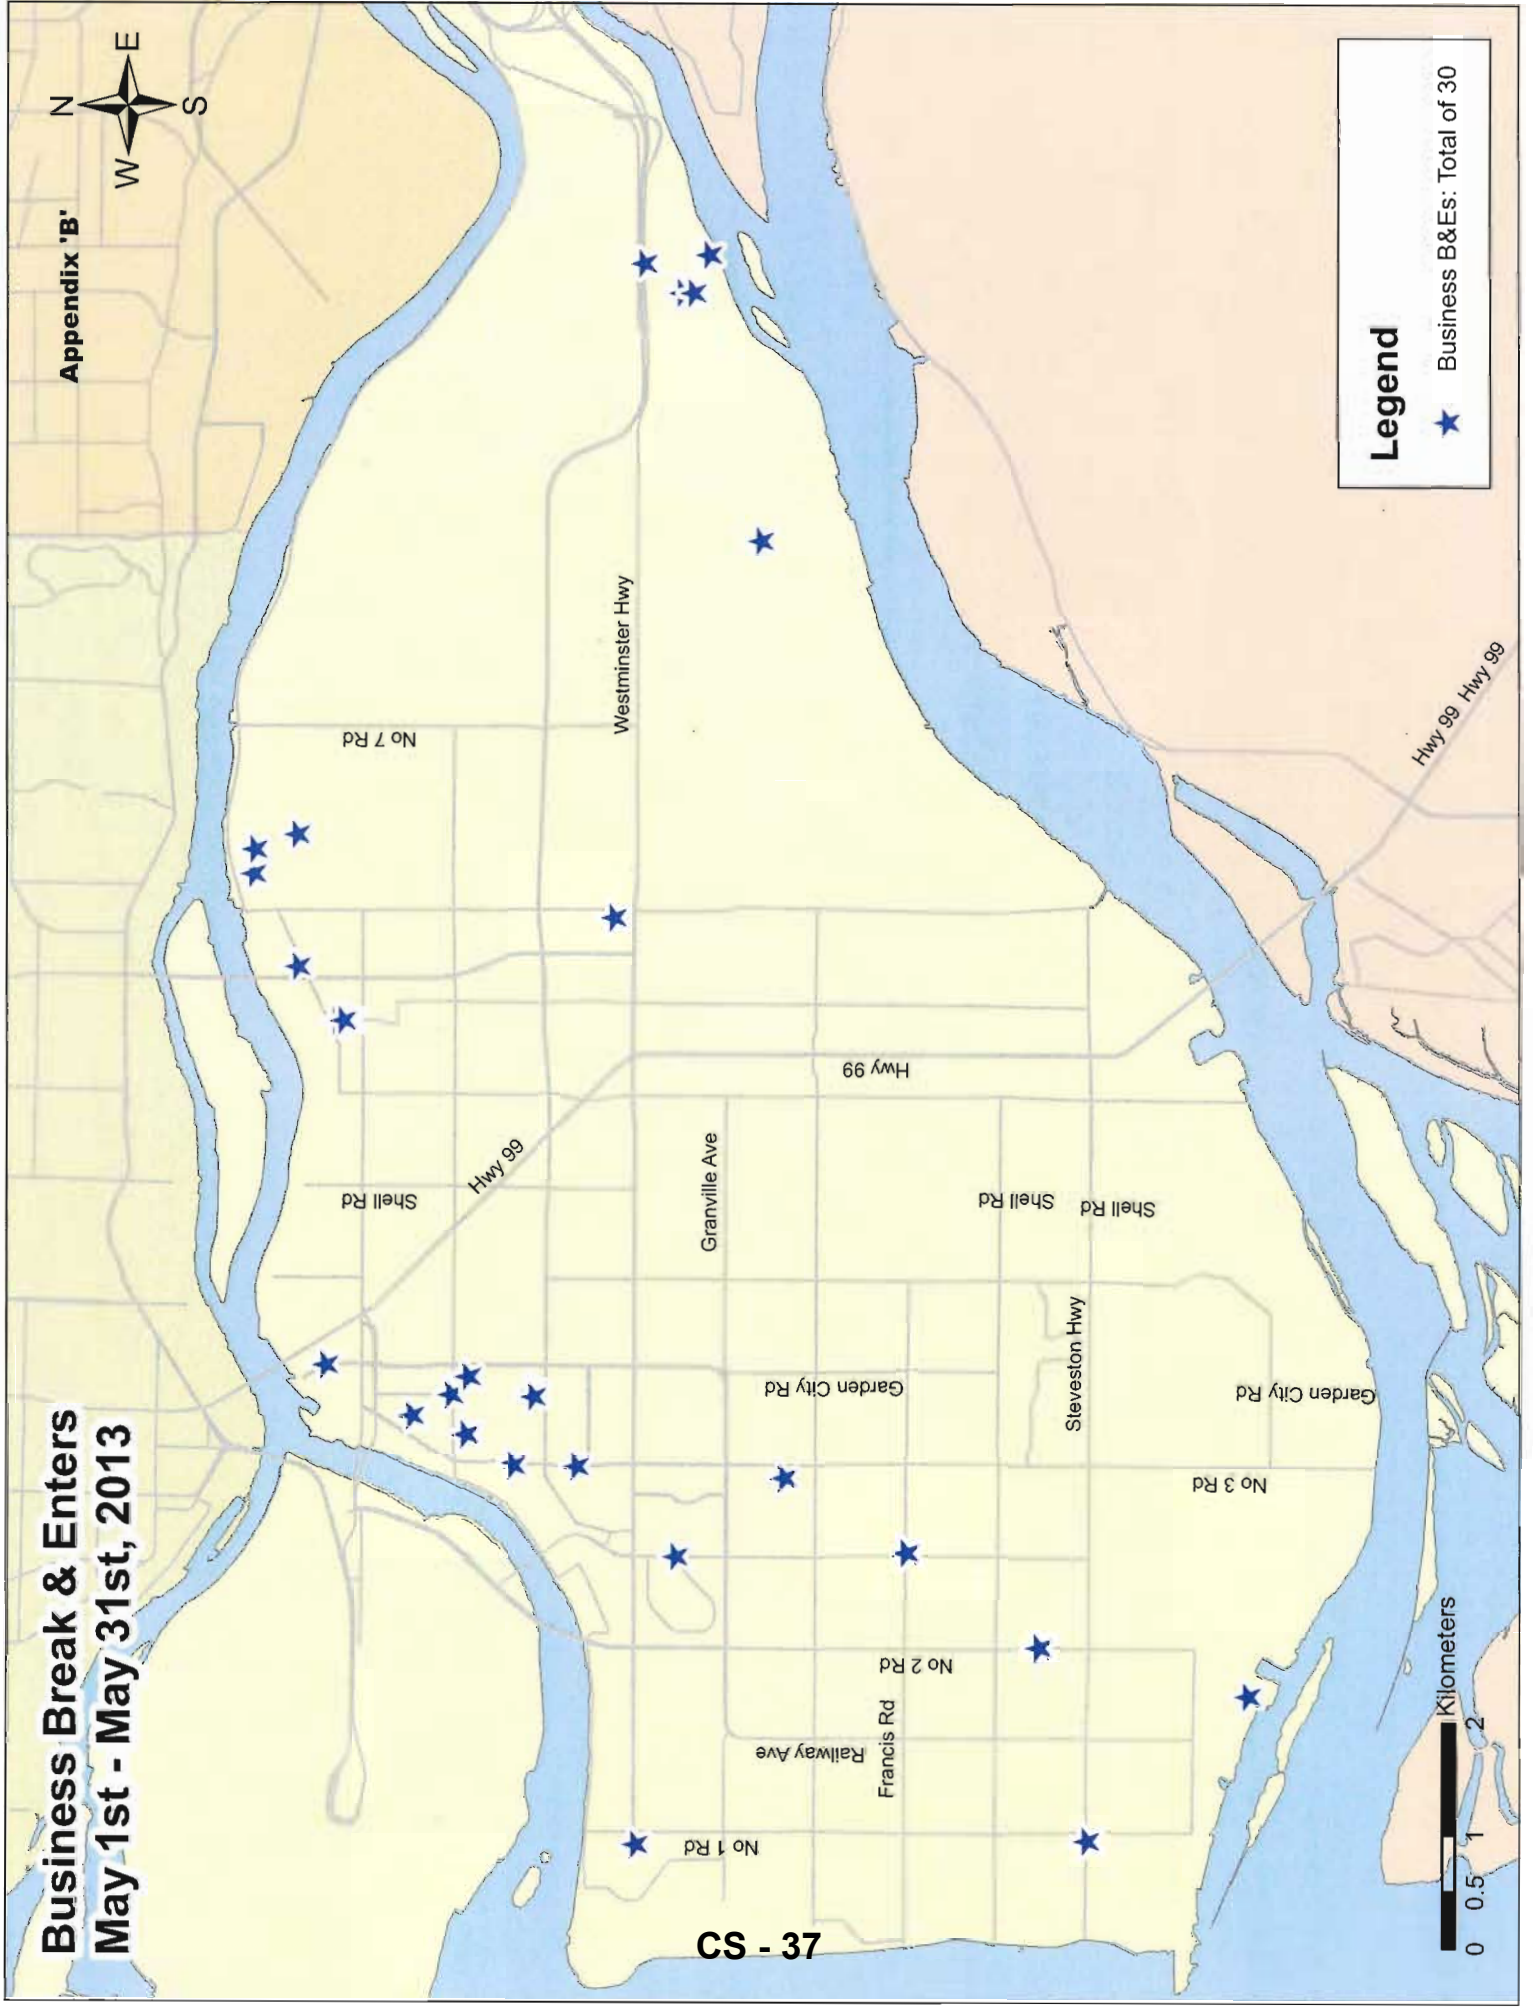 Business Break & Enters
May 1st - May 31st, 2013
Appendix 'B'
N
W
E
S
No 7 Rd
Westminster Hwy
Hwy 99
Hwy 99
Hwy 99
Shell Rd
Hwy 99
Granville Ave
Shell Rd
Shell Rd
Garden City Rd
Steveston Hwy
Garden City Rd
No 3 Rd
No 2 Rd
Francis Rd
Railway Ave
No 1 Rd
Legend
Business B&Es: Total of 30
Kilometers
0 0.5 1 2
CS - 37